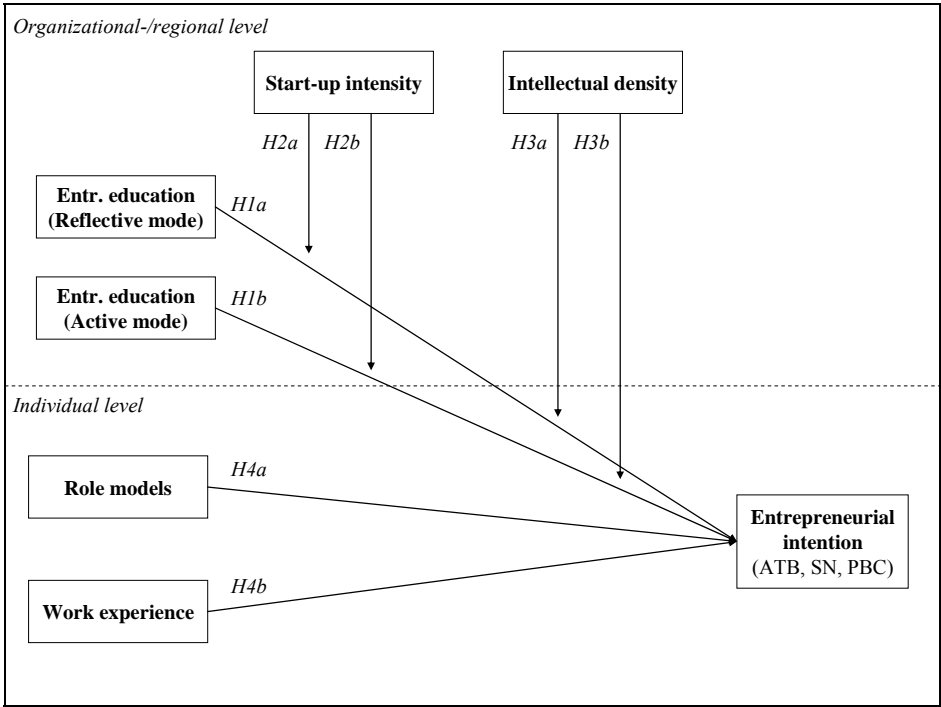 Organizational-/regional level
Start-up intensity
Intellectual density
H2a
H2b
H3a
H3b
Entr. education
(Reflective mode)
H1a
Entr. education
(Active mode)
H1b
Individual level
Role models
H4a
Entrepreneurial
intention
(ATB, SN, PBC)
Work experience
H4b